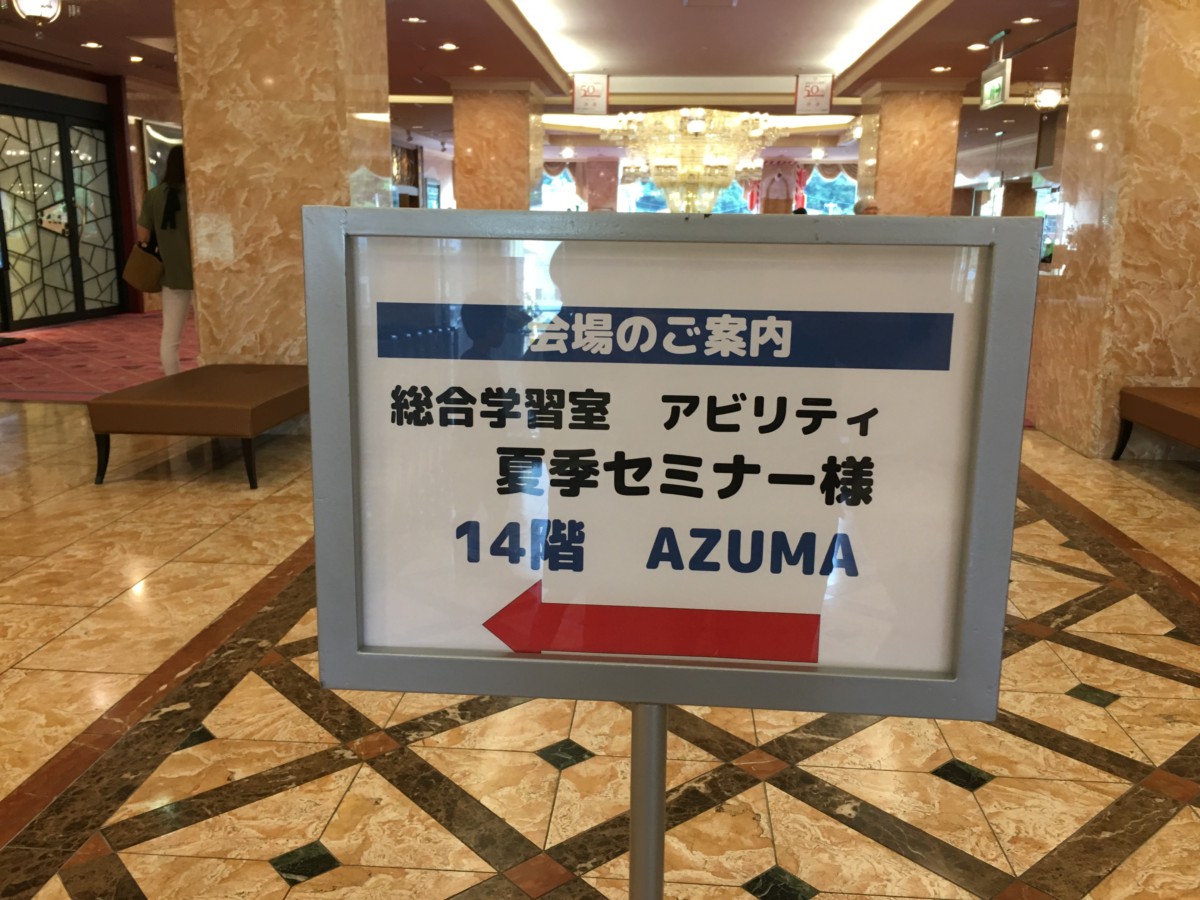 会場のご案内
総合学習室　アビリティ
夏季セミナー様
14階　AZUMA